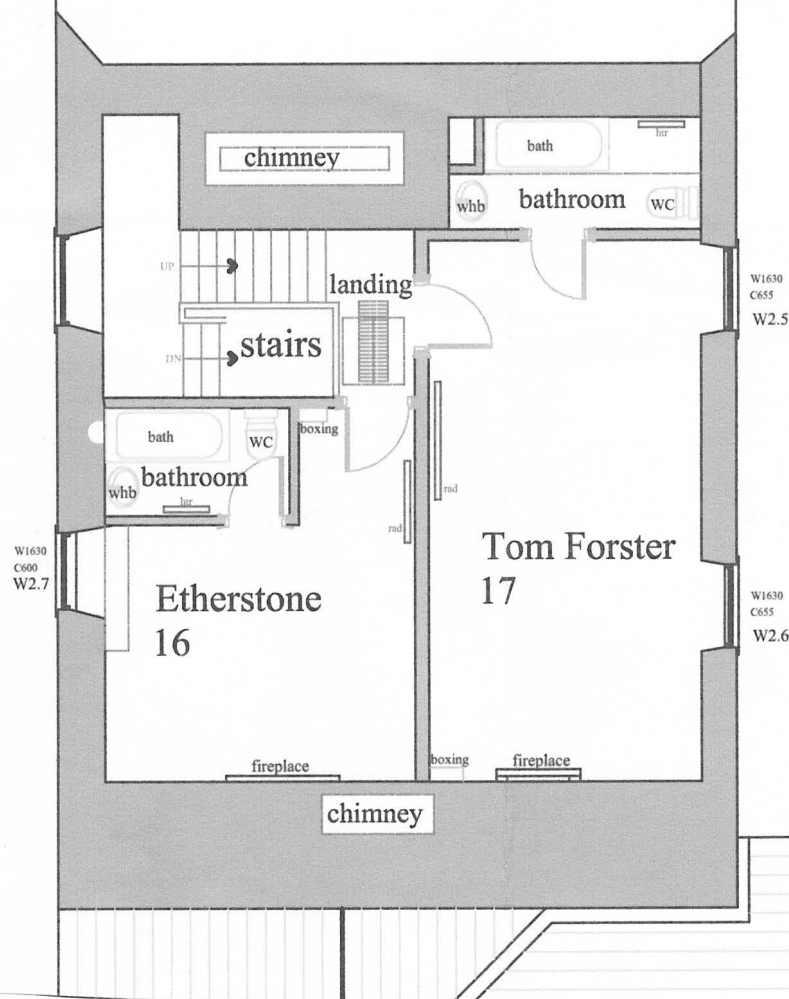 chimney
bath
htr
whb
bathroom
WC
UP
landing
W1630
C655
W2.5
stairs
DN
boxing
bath
WC
bathroom
whb
htr
rad
rad
W1630
C600
W2.7
Tom Forster
17
Etherstone
16
W1630
C655
W2.6
fireplace
boxing
fireplace
chimney